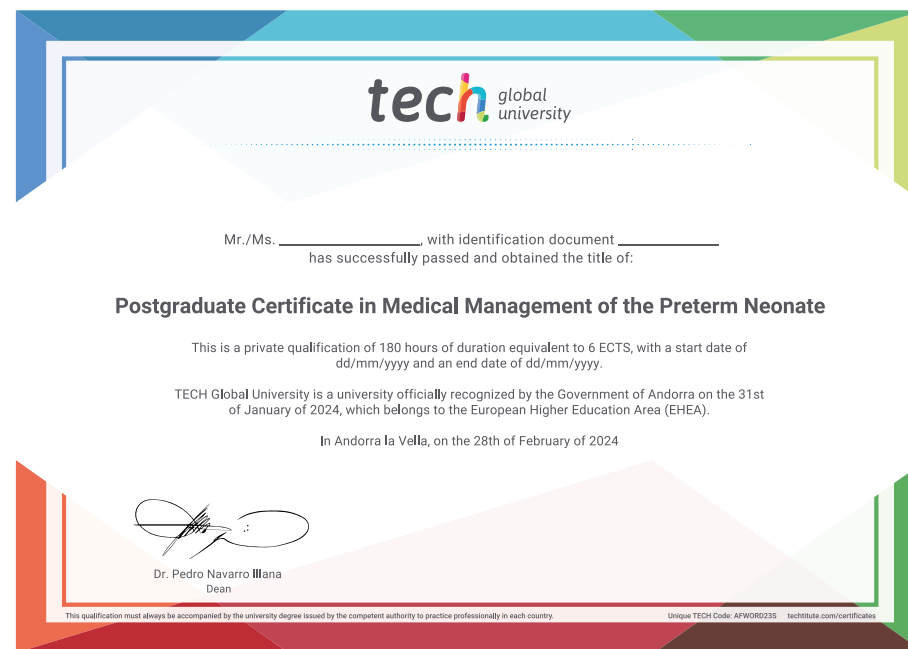 tech global university
Mr./Ms. ____________________, with identification document ______________
has successfully passed and obtained the title of:
Postgraduate Certificate in Medical Management of the Preterm Neonate
This is a private qualification of 180 hours of duration equivalent to 6 ECTS, with a start date of
dd/mm/yyyy and an end date of dd/mm/yyyy.
TECH Global University is a university officially recognized by the Government of Andorra on the 31st
of January of 2024, which belongs to the European Higher Education Area (EHEA).
In Andorra la Vella, on the 28th of February of 2024
Dr. Pedro Navarro Illana
Dean
This qualification must always be accompanied by the university degree issued by the competent authority to practice professionally in each country.
Unique TECH Code: AFWORD23S techtitute.com/certificates